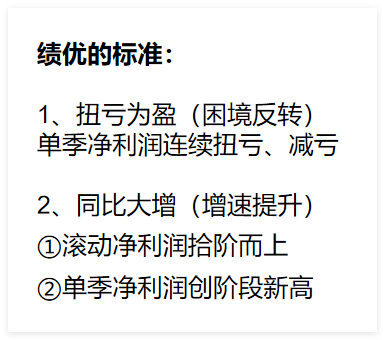 绩优的标准：
1、扭亏为盈（困境反转）
单季净利润连续扭亏、减亏
2、同比大增（增速提升）
①滚动净利润拾阶而上
②单季净利润创阶段新高